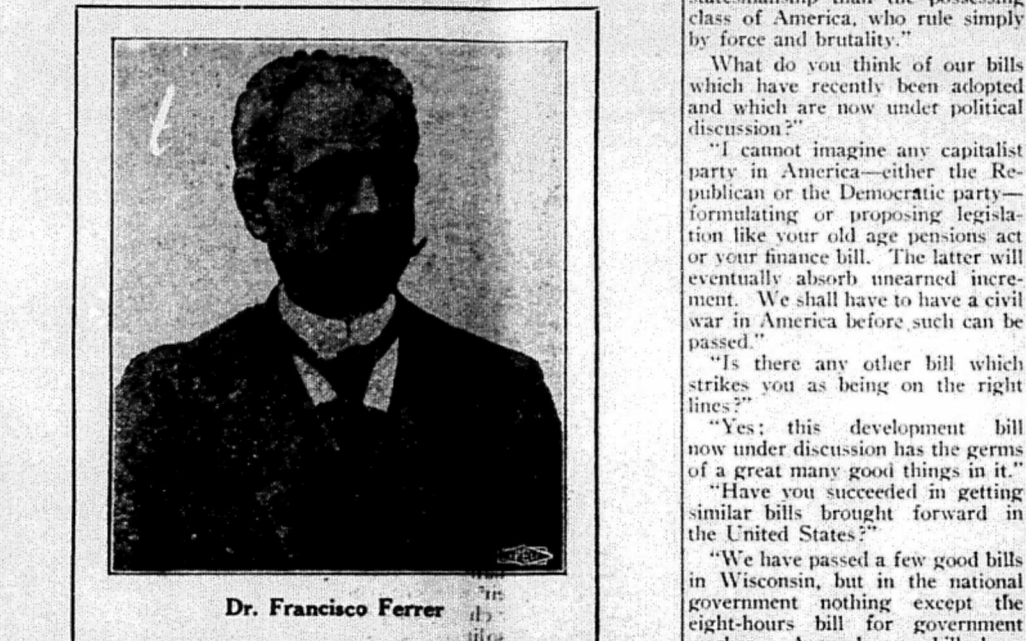 Dr. Francisco Ferrer
class of America, who rule simply
by force and brutality."
What do you think of our bills
which have recently been adopted
and which are now under political
discussion?"
"I cannot imagine any capitalist
party in America—either the Re-
publican or the Democratic party—
formulating or proposing legisla-
tion like your old age pensions act
or your finance bill. The latter will
eventually absorb unearned incre-
ment. We shall have to have a civil
war in America before such can be
passed."
"Is there any other bill which
strikes you as being on the right
lines?"
"Yes; this development bill
now under discussion has the germs
of a great many good things in it."
"Have you succeeded in getting
similar bills brought forward in
the United States?"
"We have passed a few good bills
in Wisconsin, but in the national
government nothing except the
eight-hours bill for government